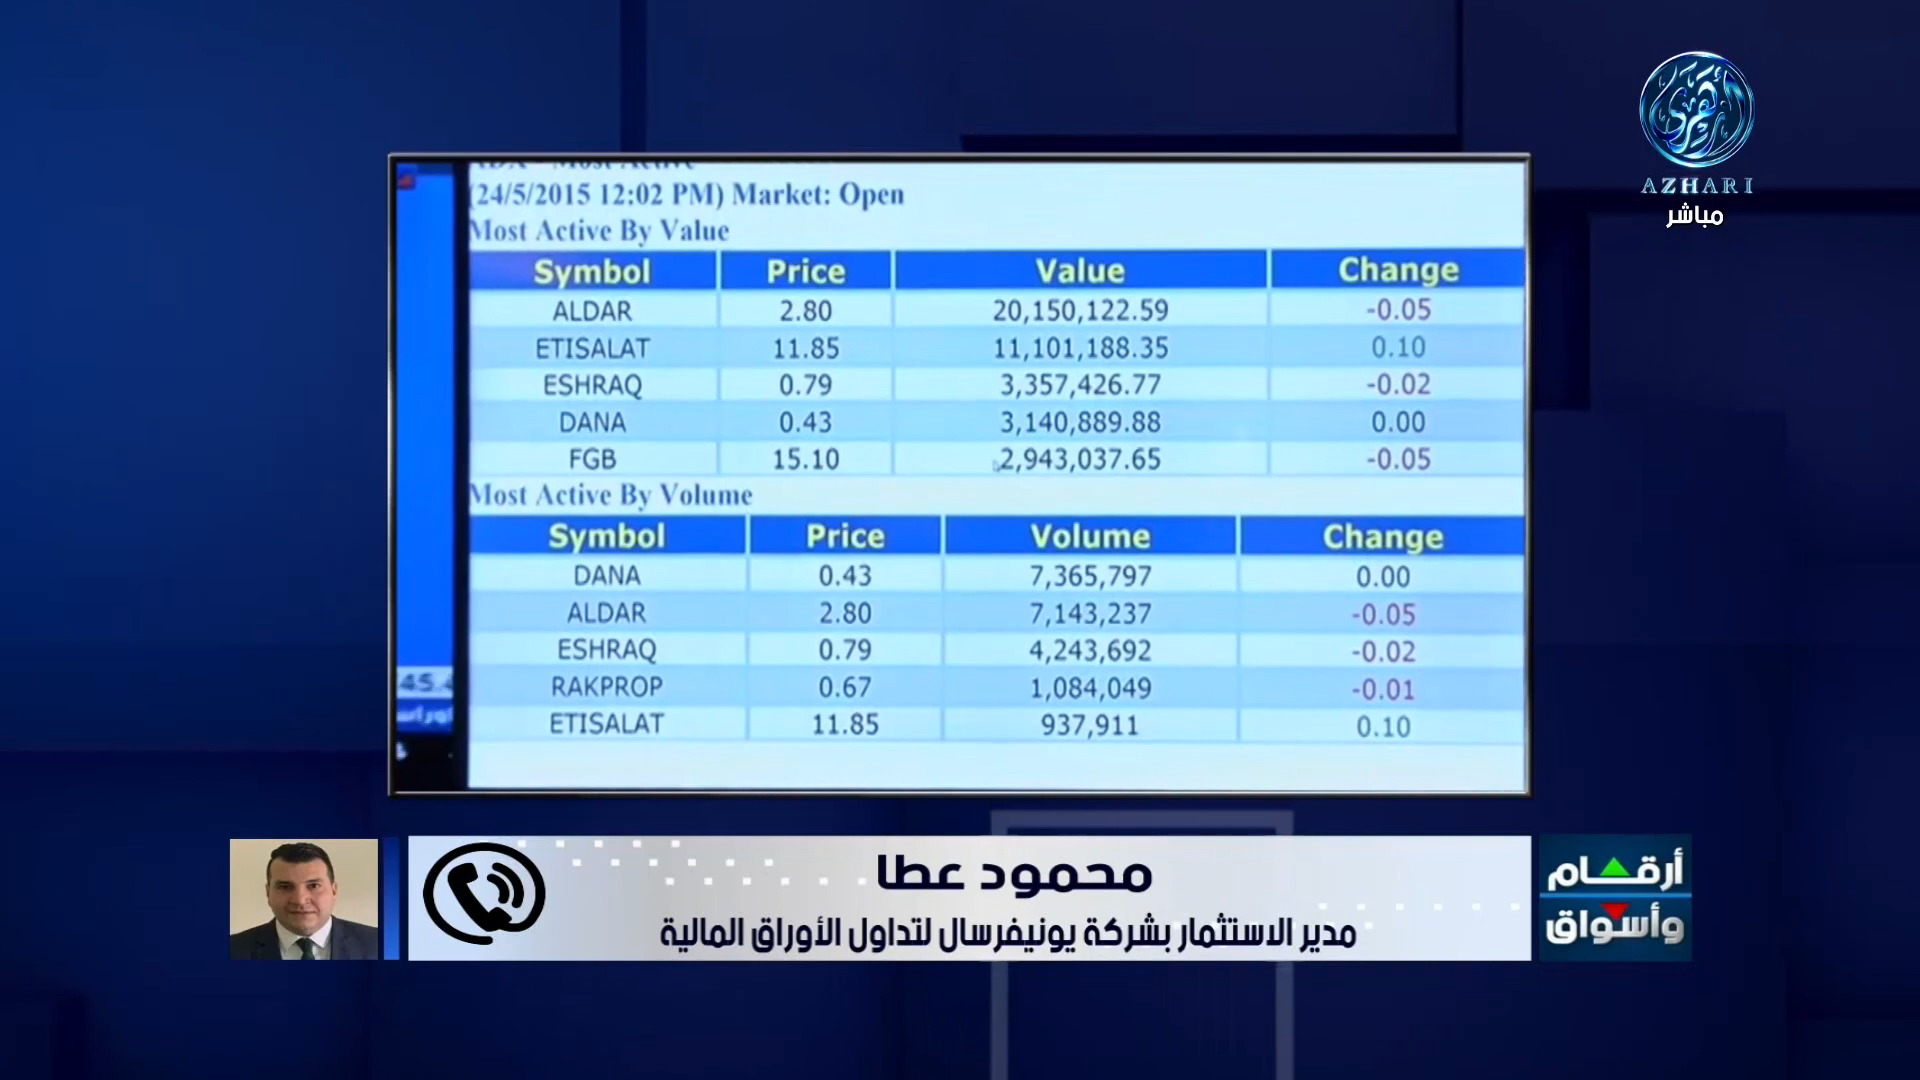 الأزهري
AZHARI
مباشر
Most Active
(24/5/2015 12:02 PM) Market: Open
Most Active By Value
Symbol Price Value Change
ALDAR 2.80 20,150,122.59 -0.05
ETISALAT 11.85 11,101,188.35 0.10
ESHRAQ 0.79 3,357,426.77 -0.02
DANA 0.43 3,140,889.88 0.00
FGB 15.10 2,943,037.65 -0.05
Most Active By Volume
Symbol Price Volume Change
DANA 0.43 7,365,797 0.00
ALDAR 2.80 7,143,237 -0.05
ESHRAQ 0.79 4,243,692 -0.02
RAKPROP 0.67 1,084,049 -0.01
ETISALAT 11.85 937,911 0.10
محمود عطا
مدير الاستثمار بشركة يونيفرسال لتداول الأوراق المالية
أرقام
وأسواق